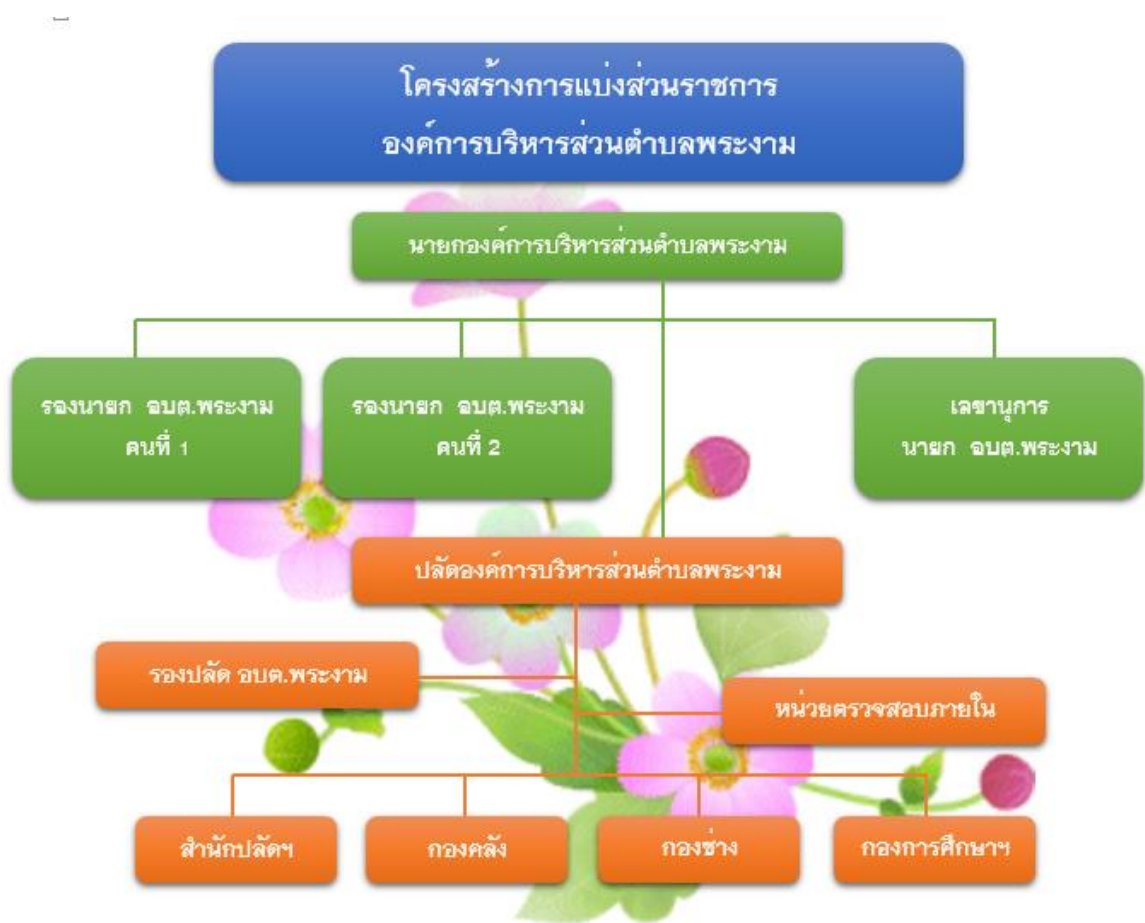 โครงสร้างการแบ่งส่วนราชการ
องค์การบริหารส่วนตำบลพระงาม
นายกองค์การบริหารส่วนตำบลพระงาม
รองนายก อบต.พระงาม
คนที่ 1
รองนายก อบต.พระงาม
คนที่ 2
เลขานุการ
นายก อบต.พระงาม
ปลัดองค์การบริหารส่วนตำบลพระงาม
รองปลัด อบต.พระงาม
หน่วยตรวจสอบภายใน
สำนักปลัดฯ
กองคลัง
กองช่าง
กองการศึกษาฯ